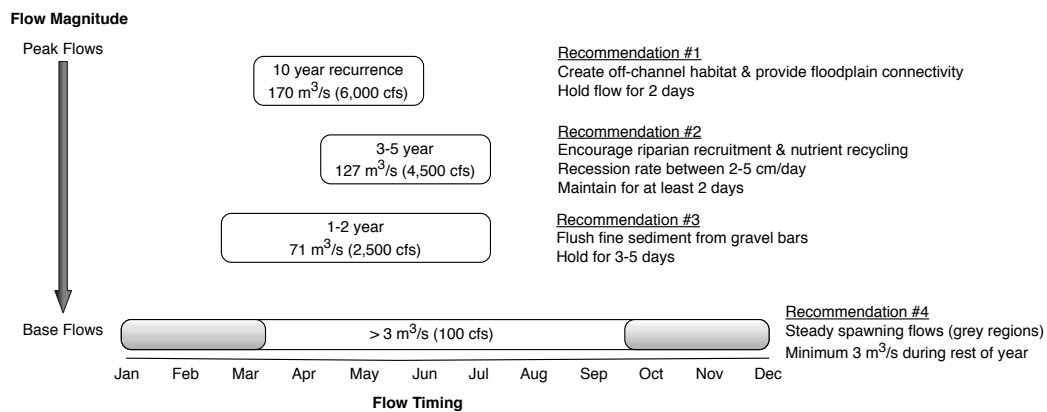 Flow Magnitude
Peak Flows
10 year recurrence
170 m³/s (6,000 cfs)
Recommendation #1
Create off-channel habitat & provide floodplain connectivity
Hold flow for 2 days
3-5 year
127 m³/s (4,500 cfs)
Recommendation #2
Encourage riparian recruitment & nutrient recycling
Recession rate between 2-5 cm/day
Maintain for at least 2 days
1-2 year
71 m³/s (2,500 cfs)
Recommendation #3
Flush fine sediment from gravel bars
Hold for 3-5 days
Base Flows
> 3 m³/s (100 cfs)
Recommendation #4
Steady spawning flows (grey regions)
Minimum 3 m³/s during rest of year
Jan Feb Mar Apr May Jun Jul Aug Sep Oct Nov Dec
Flow Timing